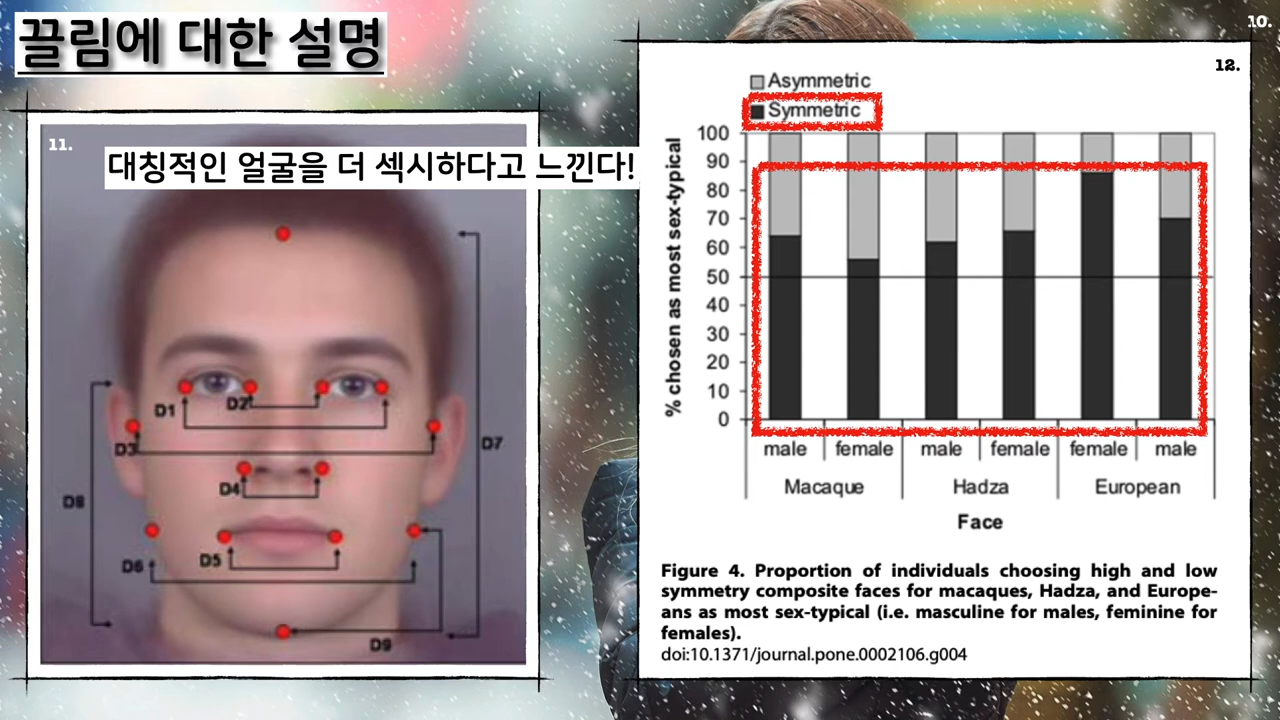 끌림에 대한 설명
10.
11.
대칭적인 얼굴을 더 섹시하다고 느낀다!
D1
D2
D3
D4
D5
D6
D7
D8
D9
12.
Asymmetric
Symmetric
% chosen as most sex-typical
100
90
80
70
60
50
40
30
20
10
0
male female male female female male
Macaque Hadza European
Face
Figure 4. Proportion of individuals choosing high and low
symmetry composite faces for macaques, Hadza, and Europe-
ans as most sex-typical (i.e. masculine for males, feminine for
females).
doi:10.1371/journal.pone.0002106.g004